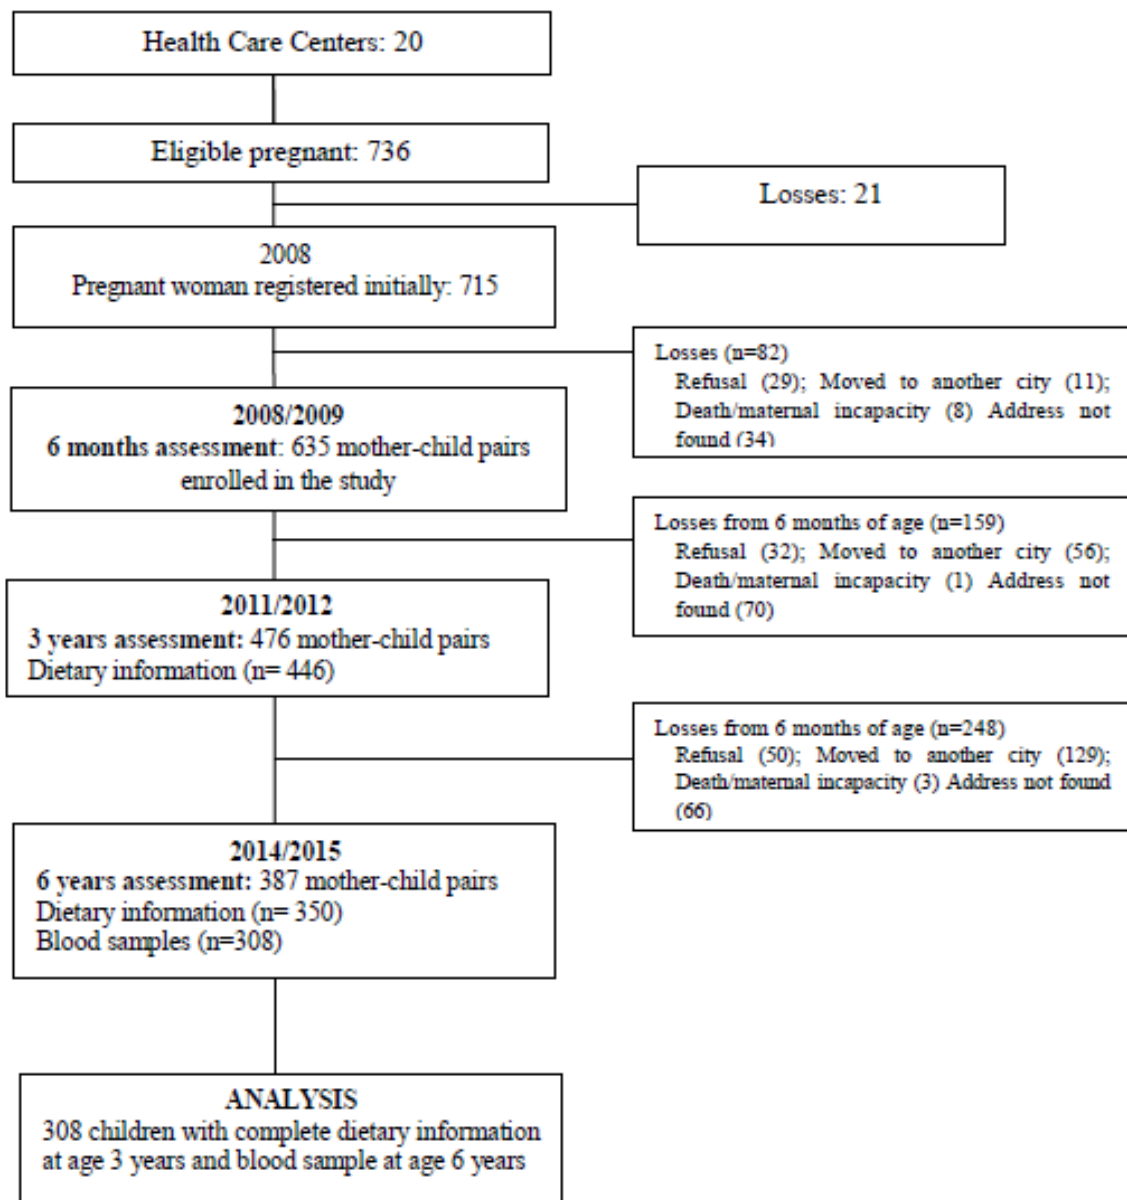 Health Care Centers: 20
Eligible pregnant: 736
Losses: 21
2008
Pregnant woman registered initially: 715
Losses (n=82)
Refusal (29); Moved to another city (11);
Death/maternal incapacity (8) Address not
found (34)
2008/2009
6 months assessment: 635 mother-child pairs
enrolled in the study
Losses from 6 months of age (n=159)
Refusal (32); Moved to another city (56);
Death/maternal incapacity (1) Address not
found (70)
2011/2012
3 years assessment: 476 mother-child pairs
Dietary information (n= 446)
Losses from 6 months of age (n=248)
Refusal (50); Moved to another city (129);
Death/maternal incapacity (3) Address not found
(66)
2014/2015
6 years assessment: 387 mother-child pairs
Dietary information (n= 350)
Blood samples (n=308)
ANALYSIS
308 children with complete dietary information
at age 3 years and blood sample at age 6 years